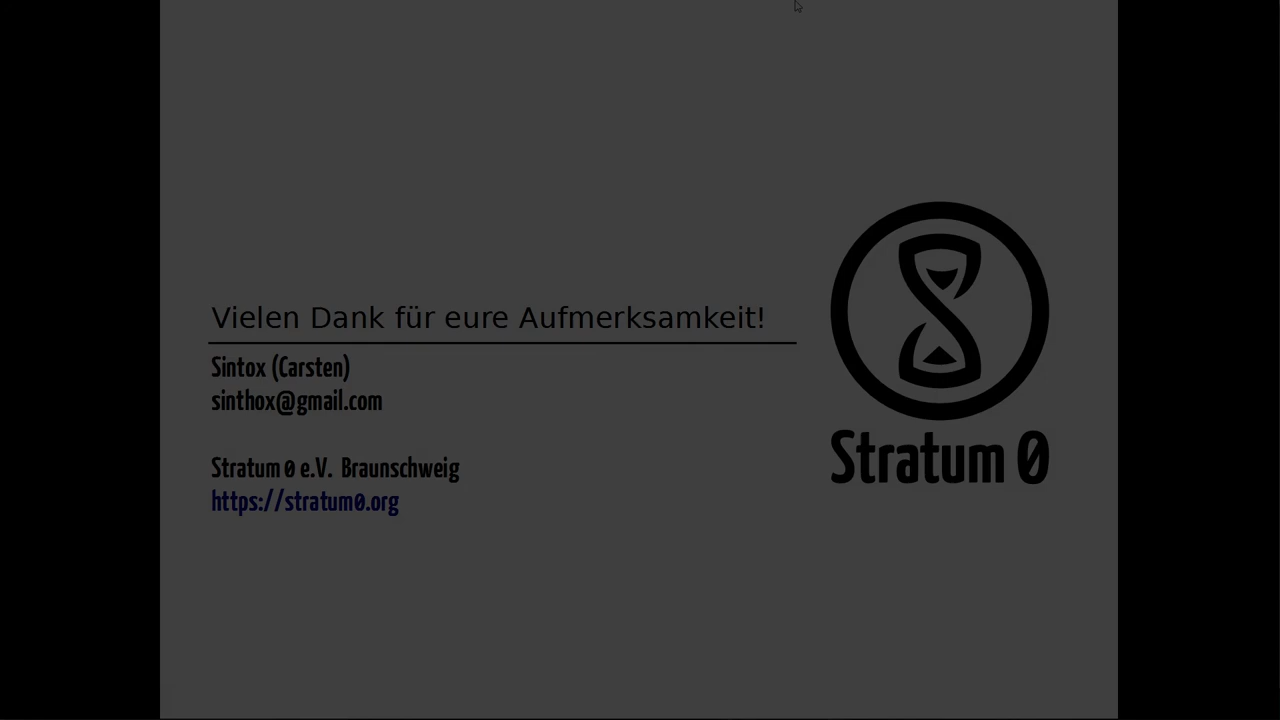 Vielen Dank für eure Aufmerksamkeit!
Sintox (Carsten)
sinthox@gmail.com
Stratum 0 e.V. Braunschweig
https://stratum0.org
Stratum 0